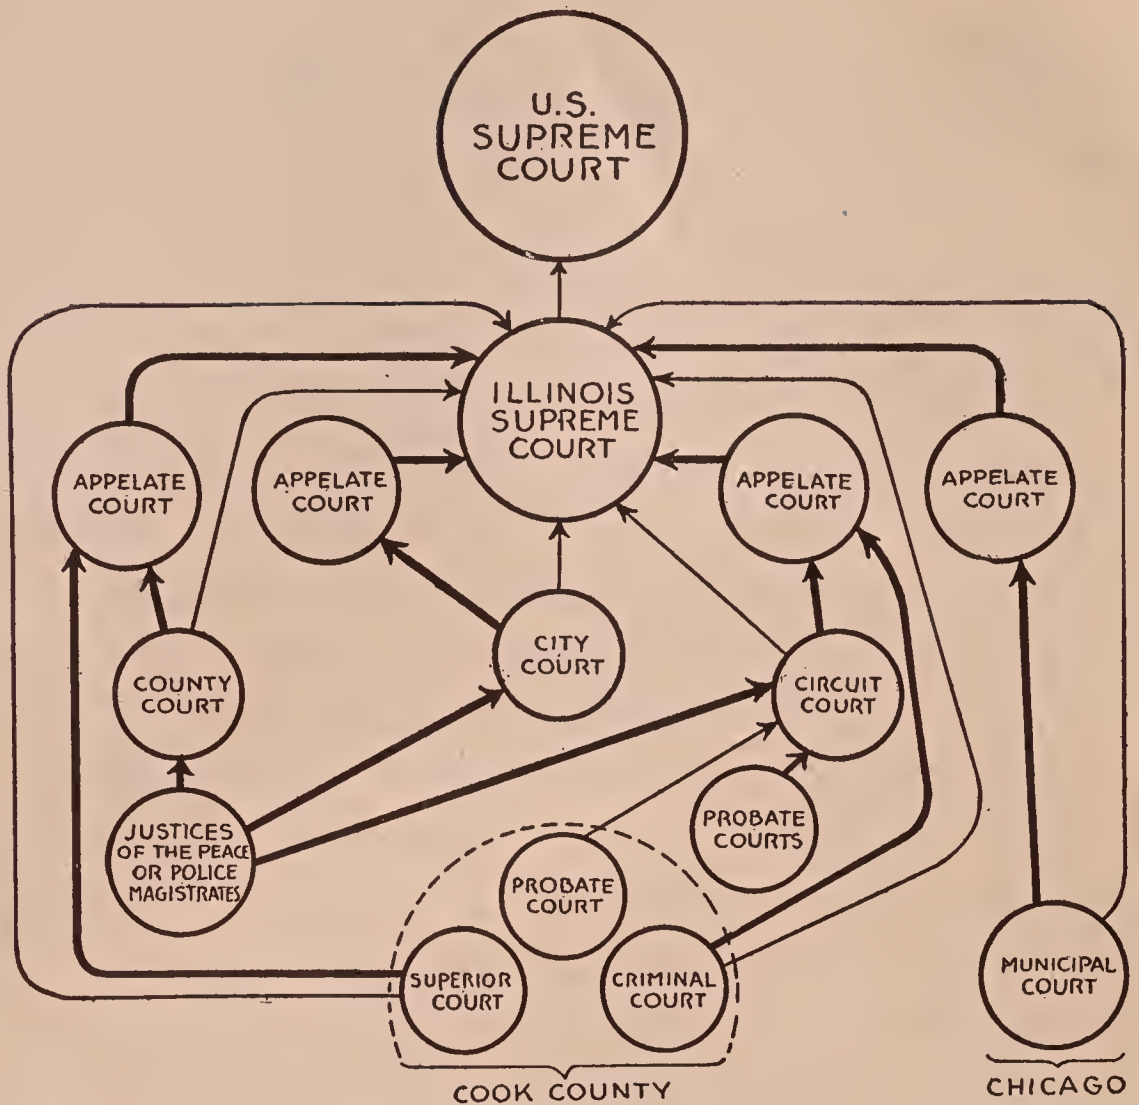 U.S.
SUPREME
COURT
ILLINOIS
SUPREME
COURT
APPELATE
COURT
APPELATE
COURT
APPELATE
COURT
APPELATE
COURT
COUNTY
COURT
CITY
COURT
CIRCUIT
COURT
JUSTICES
OF THE PEACE
OR POLICE
MAGISTRATES
PROBATE
COURTS
PROBATE
COURT
SUPERIOR
COURT
CRIMINAL
COURT
MUNICIPAL
COURT
COOK COUNTY
CHICAGO